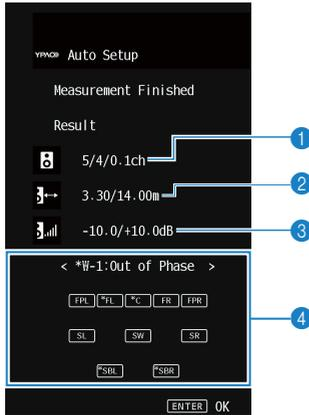 YPAO Auto Setup
Measurement Finished
Result
5/4/0.1ch
1
3.30/14.00m
2
-10.0/+10.0dB
3
< *W-1:Out of Phase >
FPL *FL *C FR FPR
4
SL SW SR
*SBL *SBR
ENTER OK